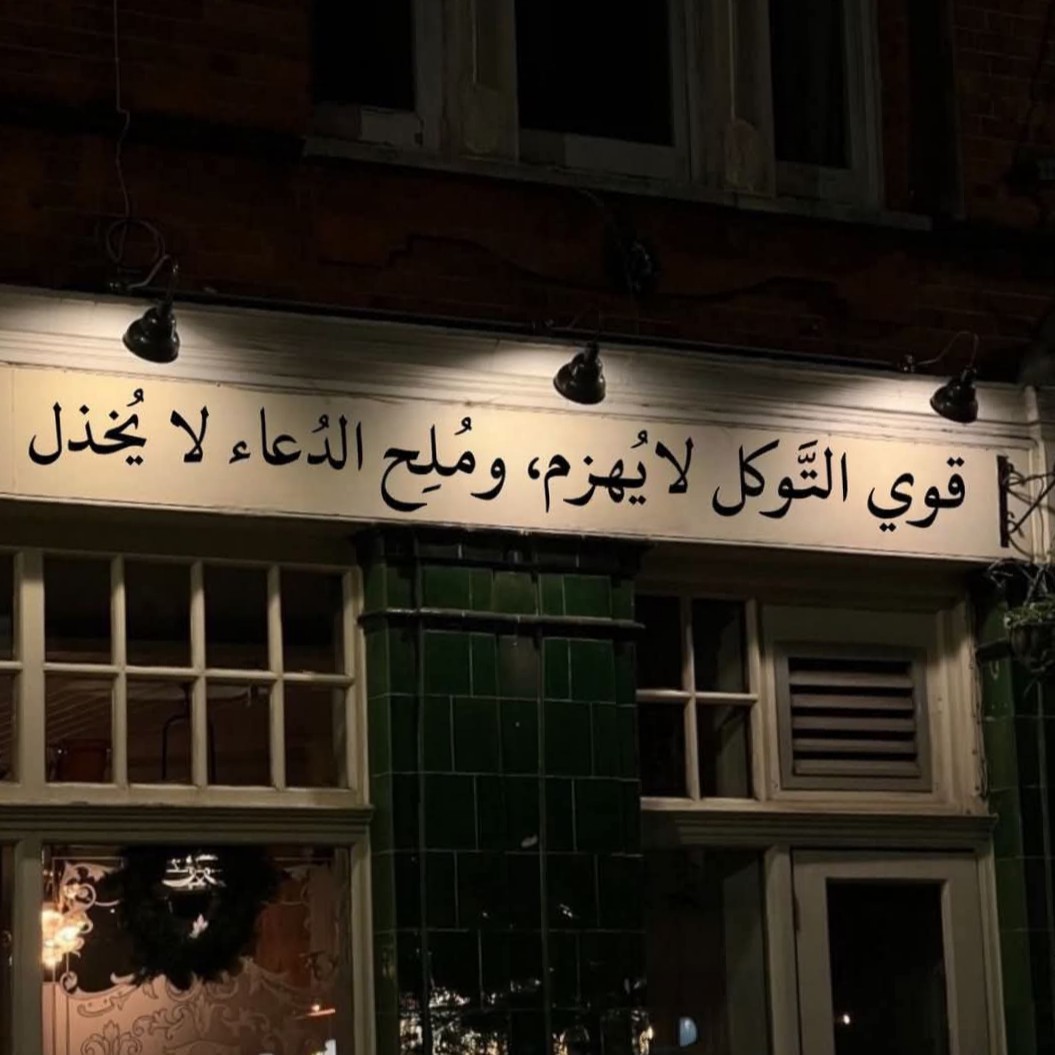 قوي التَّوكل لا يُهزم، ومُلِح الدُعاء لا يُخذل